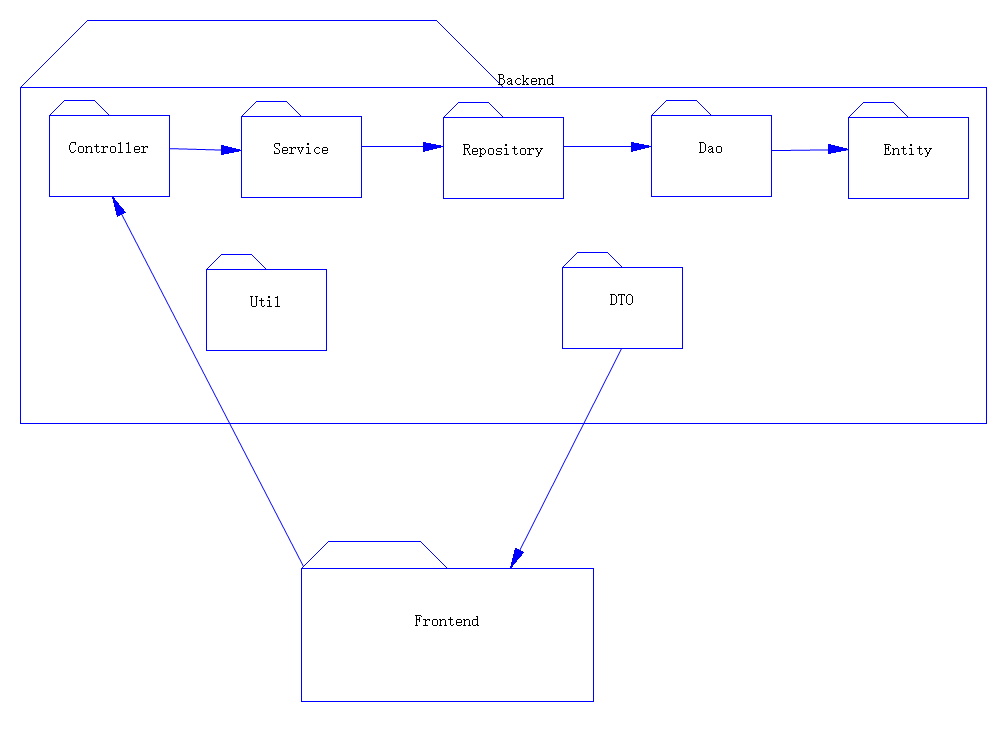 Backend
Controller
Service
Repository
Dao
Entity
Util
DTO
Frontend